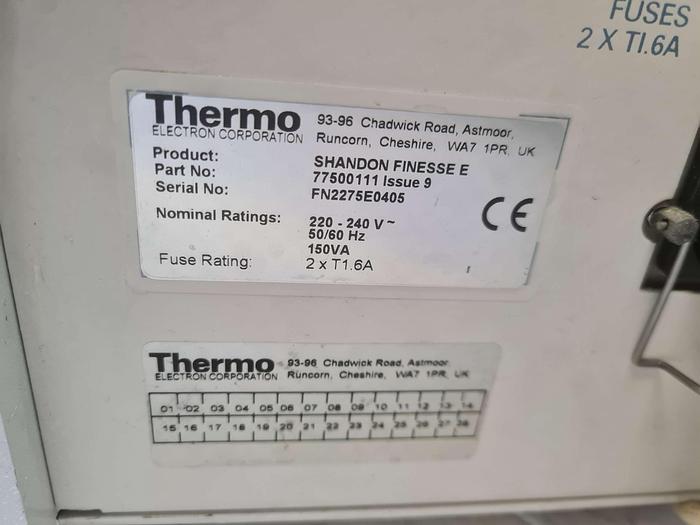 FUSES
2 X T1.6A
Thermo
ELECTRON CORPORATION
93-96 Chadwick Road, Astmoor,
Runcorn, Cheshire, WA7 1PR, UK
Product: SHANDON FINESSE E
Part No: 77500111 Issue 9
Serial No: FN2275E0405
Nominal Ratings: 220 - 240 V ~
50/60 Hz
150VA
Fuse Rating: 2 x T1.6A
CE
Thermo
ELECTRON CORPORATION
93-96 Chadwick Road, Astmoor,
Runcorn, Cheshire, WA7 1PR, UK
01 02 03 04 05 06 07 08 09 10 11 12 13 14
15 16 17 18 19 20 21 22 23 24 25 26 27 28